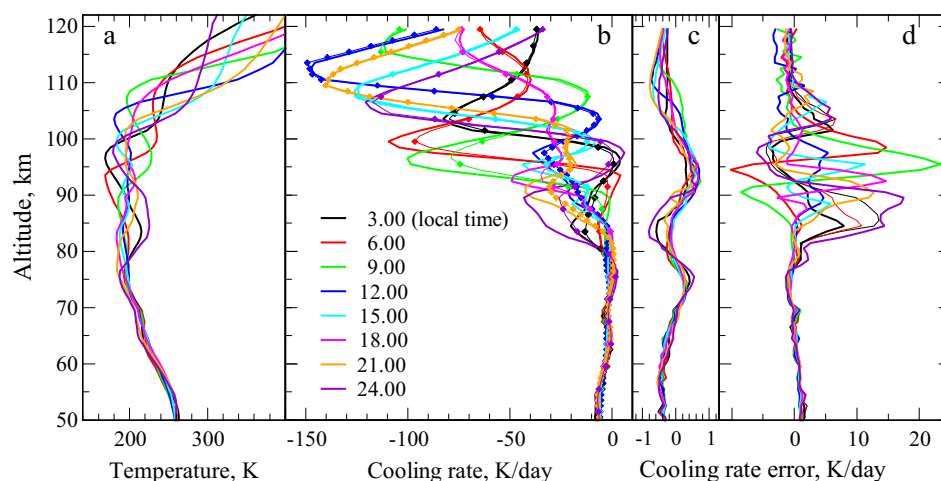 120
110
100
90
80
70
60
50
Altitude, km
a
b
c
d
3.00 (local time)
6.00
9.00
12.00
15.00
18.00
21.00
24.00
200 300
-150 -100 -50 0
-1 0 1
0 10 20
Temperature, K
Cooling rate, K/day
Cooling rate error, K/day